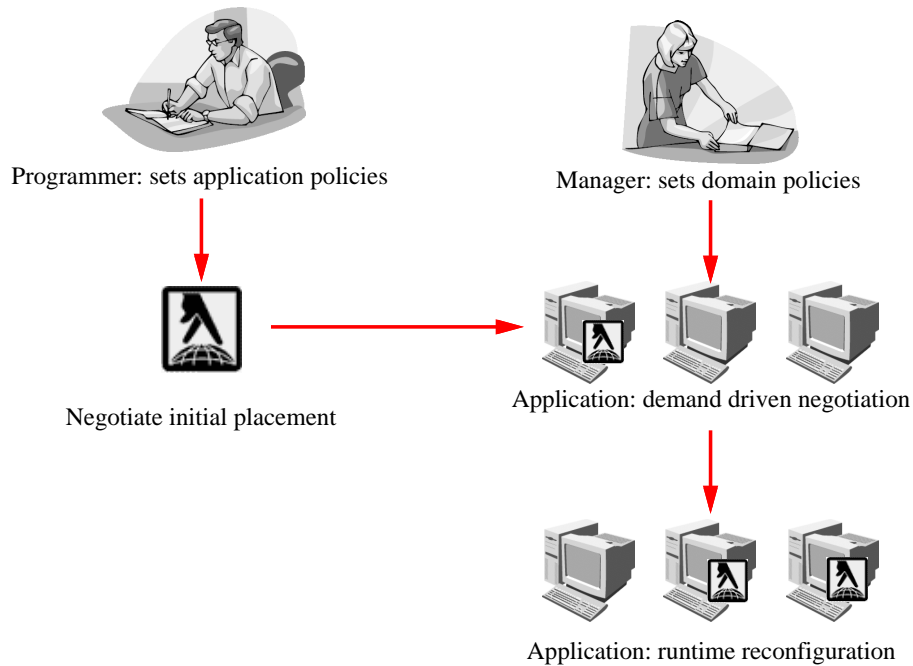 Programmer: sets application policies
Manager: sets domain policies
Negotiate initial placement
Application: demand driven negotiation
Application: runtime reconfiguration